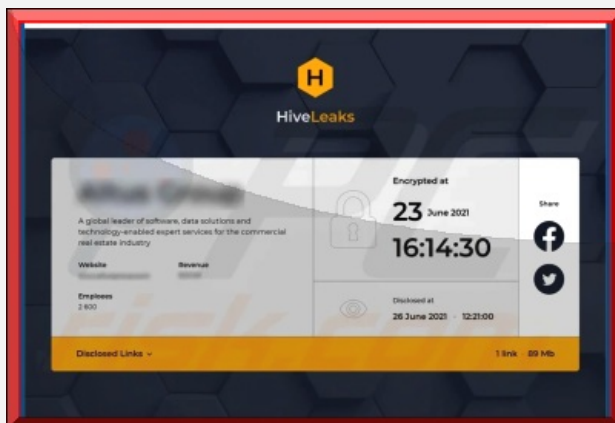 H
HiveLeaks
A global leader of software, data solutions and
technology-enabled expert services for the commercial
real estate industry
Website
Revenue
Emploees
2 600
Encrypted at
23 June 2021
16:14:30
Disclosed at
26 June 2021 · 12:21:00
Share
Disclosed Links
1 link · 89 Mb